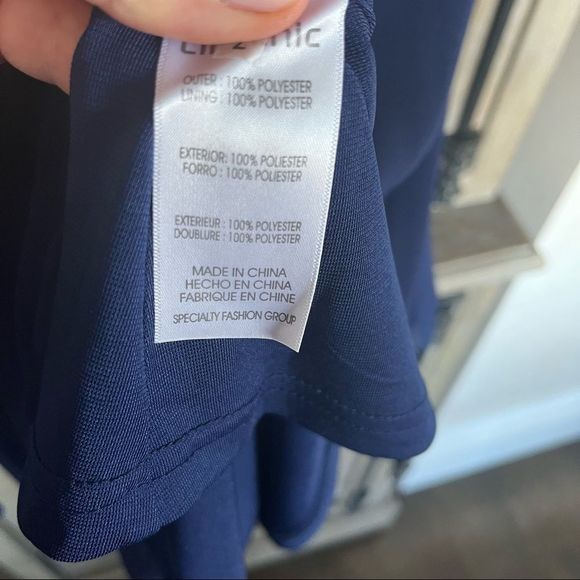 2
OUTER : 100% POLYESTER
LINING : 100% POLYESTER
EXTERIOR: 100% POLIESTER
FORRO : 100% POLIESTER
EXTERIEUR : 100% POLYESTER
DOUBLURE : 100% POLYESTER
MADE IN CHINA
HECHO EN CHINA
FABRIQUE EN CHINE
SPECIALTY FASHION GROUP